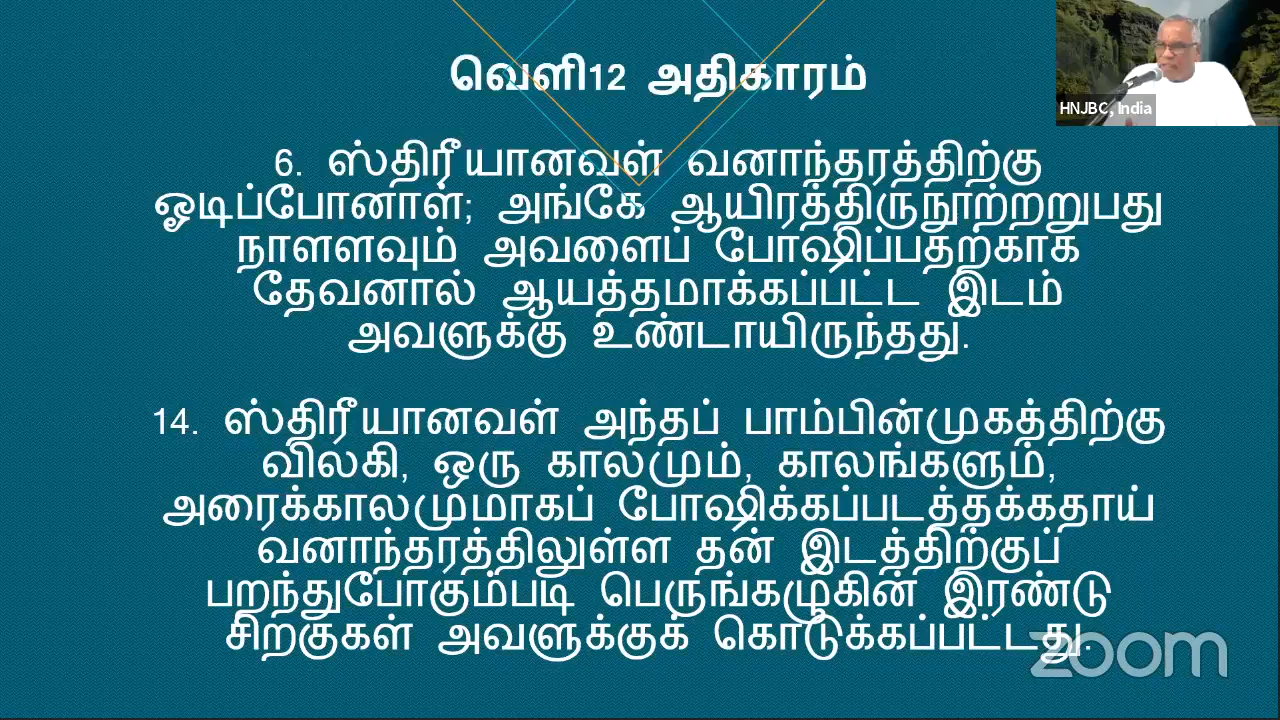 வெளி12 அதிகாரம்
HNJBC, India
6. ஸ்திரீயானவள் வனாந்தரத்திற்கு
ஓடிப்போனாள்; அங்கே ஆயிரத்திருநூற்றறுபது
நாளளவும் அவளைப் போஷிப்பதற்காக
தேவனால் ஆயத்தமாக்கப்பட்ட இடம்
அவளுக்கு உண்டாயிருந்தது.
14. ஸ்திரீயானவள் அந்தப் பாம்பின்முகத்திற்கு
விலகி, ஒரு காலமும், காலங்களும்,
அரைக்காலமுமாகப் போஷிக்கப்படத்தக்கதாய்
வனாந்தரத்திலுள்ள தன் இடத்திற்குப்
பறந்துபோகும்படி பெருங்கழுகின் இரண்டு
சிறகுகள் அவளுக்குக் கொடுக்கப்பட்டது.
zoom